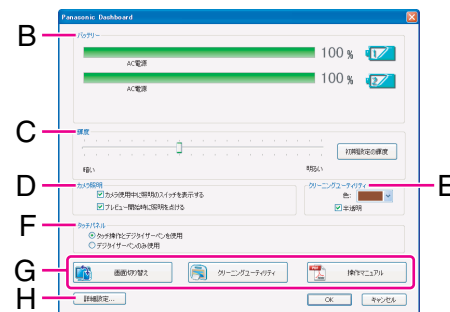 Panasonic Dashboard
B
バッテリー
100 %
1
AC電源
100 %
2
AC電源
C
輝度
初期設定の輝度
暗い
明るい
D
カメラ照明
カメラ使用中に照明のスイッチを表示する
プレビュー開始時に照明を点ける
クリーニングユーティリティ
E
色:
半透明
F
タッチパネル
タッチ操作とデジタイザーペンを使用
デジタイザーペンのみ使用
G
画面切り替え
クリーニングユーティリティ
PDF
操作マニュアル
H
詳細設定...
OK
キャンセル